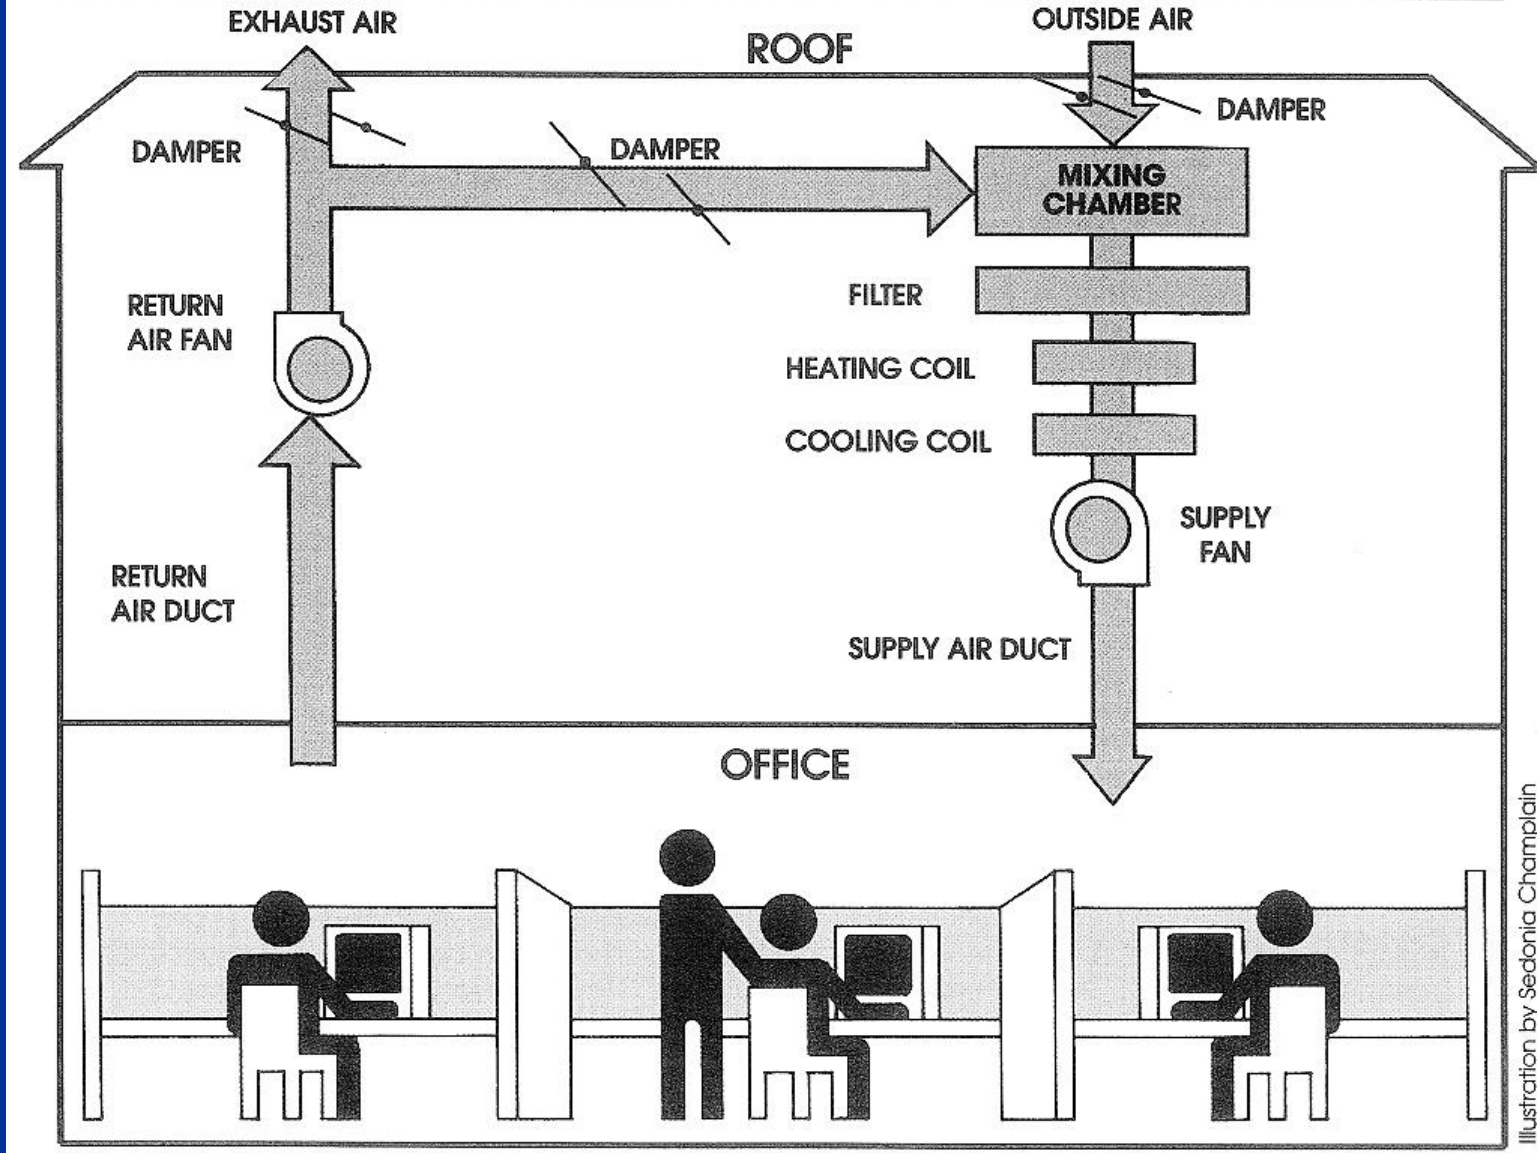 EXHAUST AIR
OUTSIDE AIR
ROOF
DAMPER
DAMPER
DAMPER
MIXING
CHAMBER
RETURN
AIR FAN
FILTER
HEATING COIL
COOLING COIL
SUPPLY
FAN
RETURN
AIR DUCT
SUPPLY AIR DUCT
OFFICE
Illustration by Sedonia Champlain